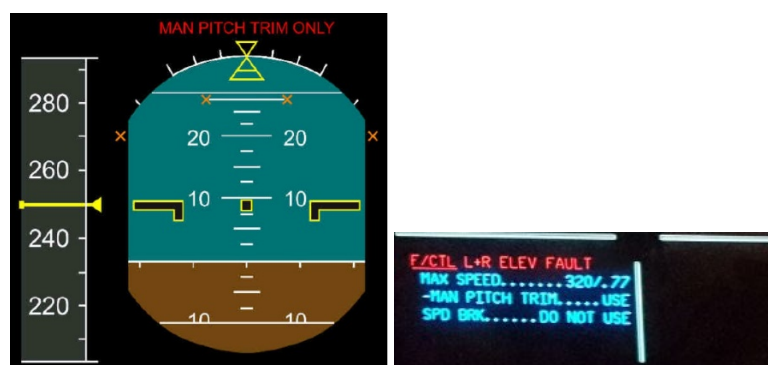 MAN PITCH TRIM ONLY
280
260
240
220
20 20
10 10
10 10
F/CTL L+R ELEV FAULT
MAX SPEED.......320/.77
-MAN PITCH TRIM.....USE
SPD BRK......DO NOT USE